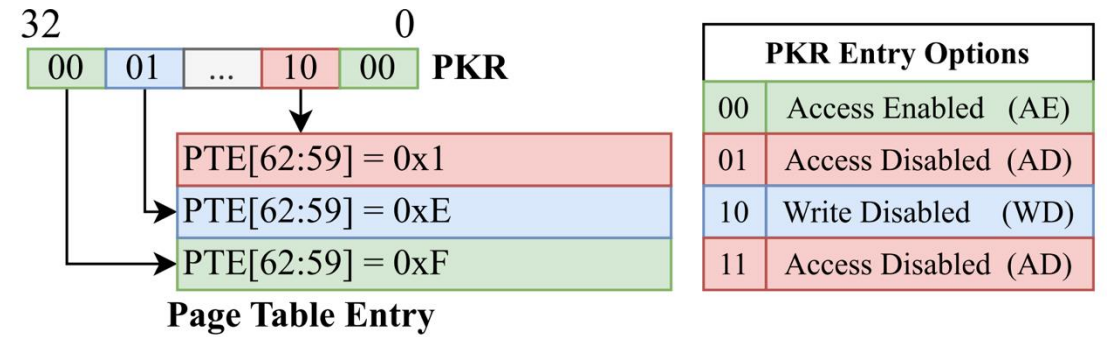 32 0
00 01 ... 10 00 PKR
PTE[62:59] = 0x1
PTE[62:59] = 0xE
PTE[62:59] = 0xF
Page Table Entry
PKR Entry Options
00 Access Enabled (AE)
01 Access Disabled (AD)
10 Write Disabled (WD)
11 Access Disabled (AD)